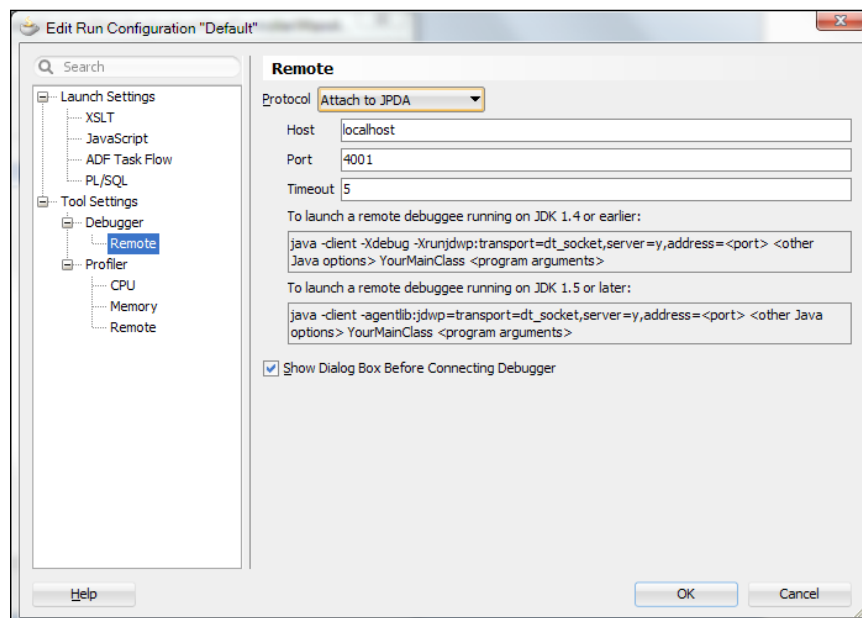 Edit Run Configuration "Default"
Search
Launch Settings
XSLT
JavaScript
ADF Task Flow
PL/SQL
Tool Settings
Debugger
Remote
Profiler
CPU
Memory
Remote
Remote
Protocol Attach to JPDA
Host localhost
Port 4001
Timeout 5
To launch a remote debuggee running on JDK 1.4 or earlier:
java -client -Xdebug -Xrunjdwp:transport=dt_socket,server=y,address=<port> <other
Java options> YourMainClass <program arguments>
To launch a remote debuggee running on JDK 1.5 or later:
java -client -agentlib:jdwp=transport=dt_socket,server=y,address=<port> <other Java
options> YourMainClass <program arguments>
Show Dialog Box Before Connecting Debugger
Help
OK
Cancel